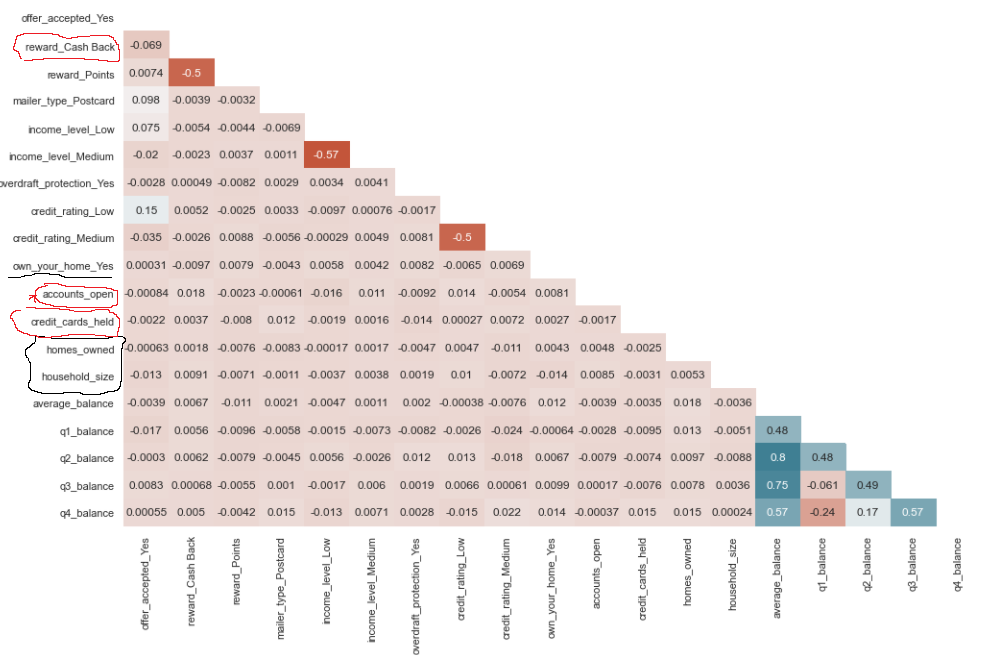 offer_accepted_Yes
reward_Cash Back -0.069
reward_Points 0.0074 -0.5
mailer_type_Postcard 0.098 -0.0039 -0.0032
income_level_Low 0.075 -0.0054 -0.0044 -0.0069
income_level_Medium -0.02 -0.0023 0.0037 0.0011 -0.57
overdraft_protection_Yes -0.0028 0.00049 -0.0082 0.0029 0.0034 0.0041
credit_rating_Low 0.15 0.0052 -0.0025 0.0033 -0.0097 0.00076 -0.0017
credit_rating_Medium -0.035 -0.0026 0.0088 -0.0056 -0.00029 0.0049 0.0081 -0.5
own_your_home_Yes 0.00031 -0.0097 0.0079 -0.0043 0.0058 0.0042 0.0082 -0.0065 0.0069
accounts_open -0.00084 0.018 -0.0023 -0.00061 -0.016 0.011 -0.0092 0.014 -0.0054 0.0081
credit_cards_held -0.0022 0.0037 -0.008 0.012 -0.0019 0.0016 -0.014 0.00027 0.0072 0.0027 -0.0017
homes_owned -0.00063 0.0018 -0.0076 -0.0083 -0.00017 0.0017 -0.0047 0.0047 -0.011 0.0043 0.0048 -0.0025
household_size -0.013 0.0091 -0.0071 -0.0011 -0.0037 0.0038 0.0019 0.01 -0.0072 -0.014 0.0085 -0.0031 0.0053
average_balance -0.0039 0.0067 -0.011 0.0021 -0.0047 0.0011 0.002 -0.00038 -0.0076 0.012 -0.0039 -0.0035 0.018 -0.0036
q1_balance -0.017 0.0056 -0.0096 -0.0058 -0.0015 -0.0073 -0.0082 -0.0026 -0.024 -0.00064 -0.0028 -0.0095 0.013 -0.0051 0.48
q2_balance -0.0003 0.0062 -0.0079 -0.0045 0.0056 -0.0026 0.012 0.013 -0.018 0.0067 -0.0079 -0.0074 0.0097 -0.0088 0.8 0.48
q3_balance 0.0083 0.00068 -0.0055 0.001 -0.0017 0.006 0.0019 0.0066 0.00061 0.0099 0.00017 -0.0076 0.0078 0.0036 0.75 -0.061 0.49
q4_balance 0.00055 0.005 -0.0042 0.015 -0.013 0.0071 0.0028 -0.015 0.022 0.014 -0.00037 0.015 0.015 0.00024 0.57 -0.24 0.17 0.57
offer_accepted_Yes
reward_Cash Back
reward_Points
mailer_type_Postcard
income_level_Low
income_level_Medium
overdraft_protection_Yes
credit_rating_Low
credit_rating_Medium
own_your_home_Yes
accounts_open
credit_cards_held
homes_owned
household_size
average_balance
q1_balance
q2_balance
q3_balance
q4_balance